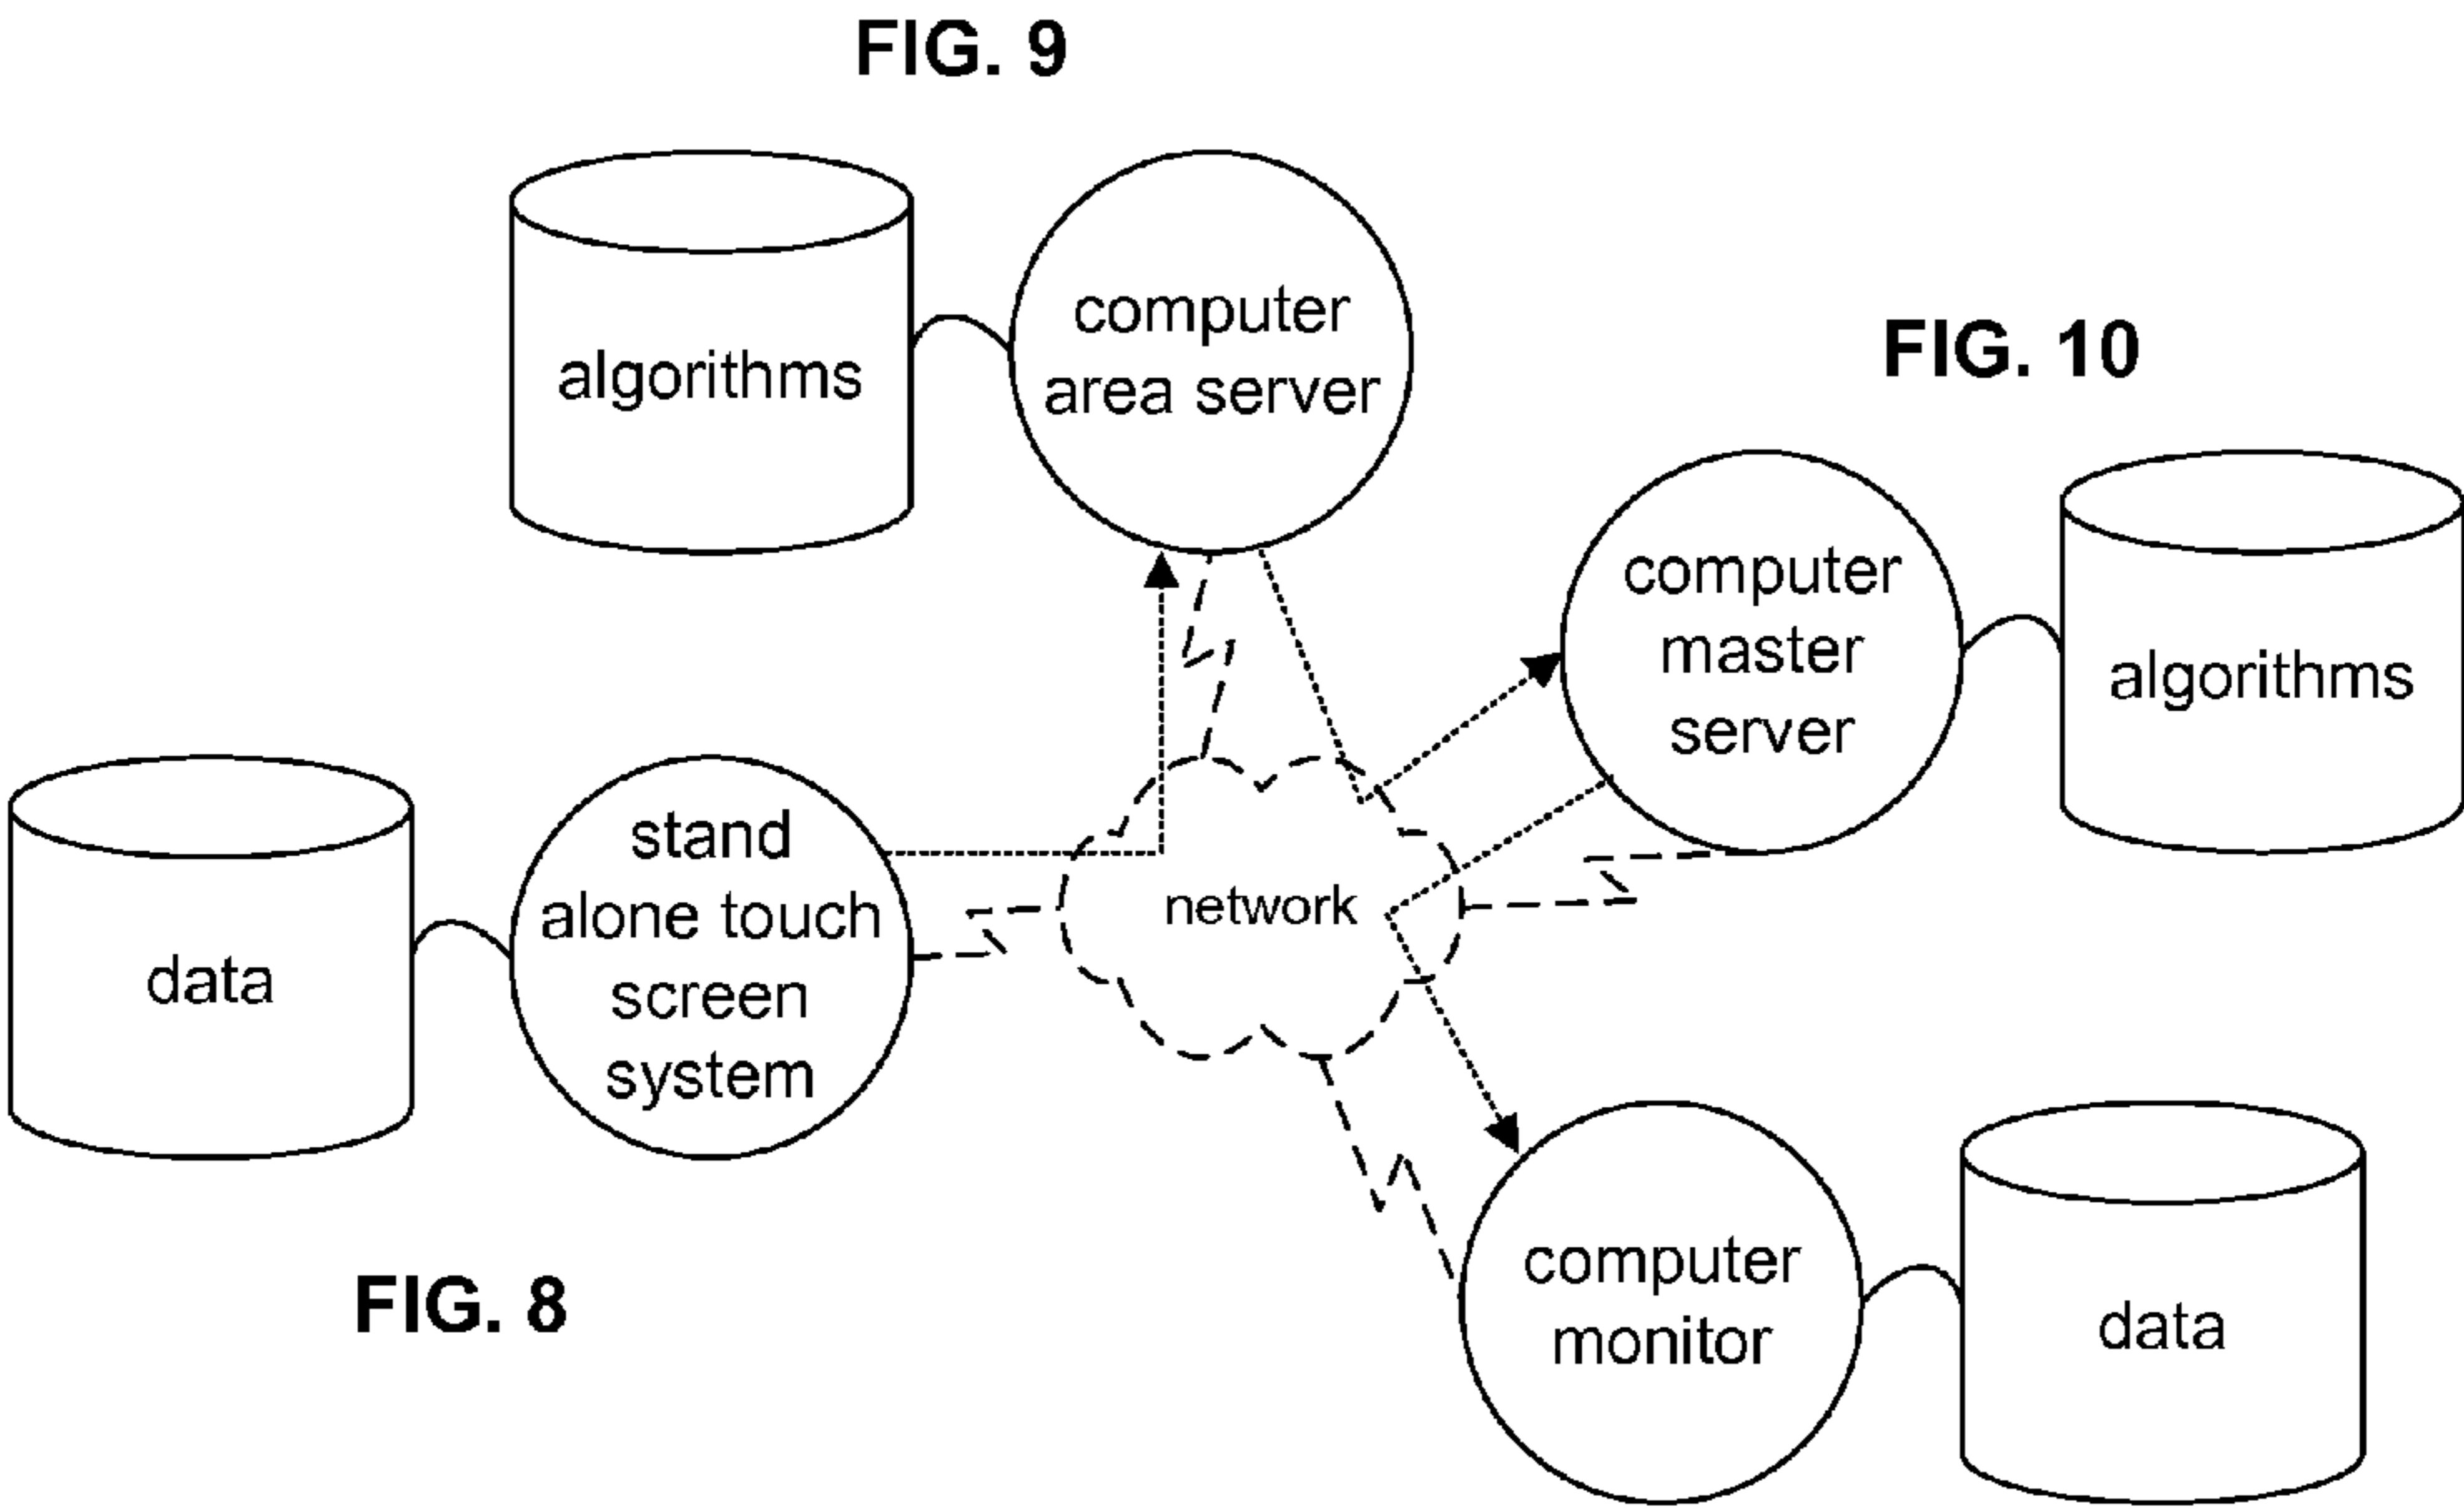 FIG. 9
algorithms
computer
area server
FIG. 10
computer
master
server
algorithms
data
stand
alone touch
screen
system
network
FIG. 8
computer
monitor
data